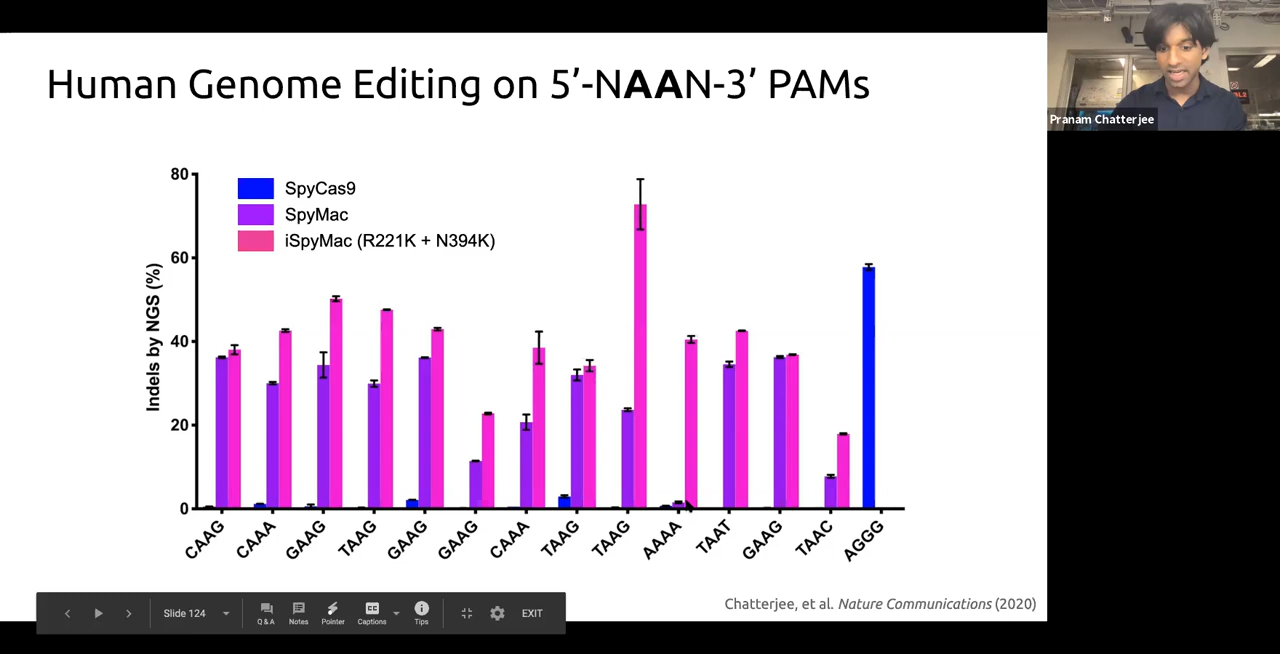 Human Genome Editing on 5’-NAAN-3’ PAMs
Pranam Chatterjee
SpyCas9
SpyMac
iSpyMac (R221K + N394K)
Indels by NGS (%)
80
60
40
20
0
CAAG
CAAA
GAAG
TAAG
GAAG
GAAG
CAAA
TAAG
TAAG
AAAA
TAAT
GAAG
TAAC
AGGG
Chatterjee, et al. Nature Communications (2020)
Slide 124
Q & A
Notes
Pointer
CC
Captions
Tips
EXIT